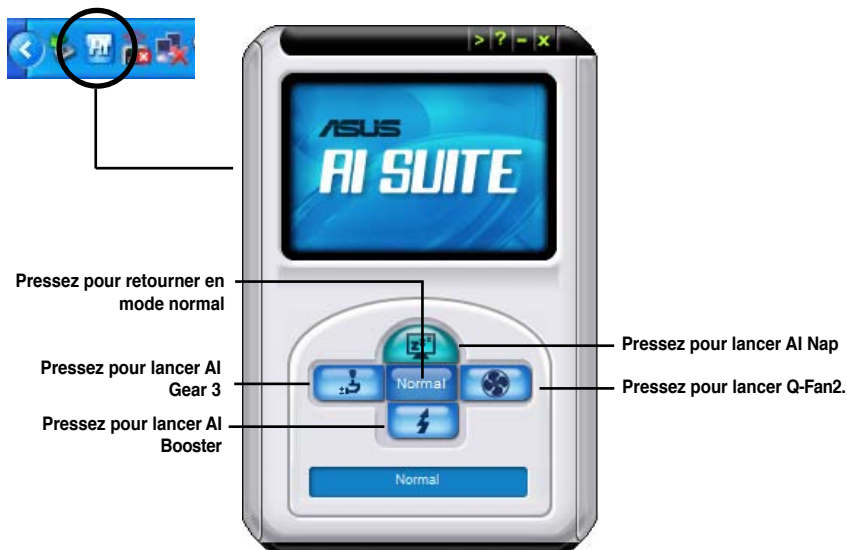 > ? - x
ASUS
AI SUITE
Pressez pour retourner en
mode normal
Pressez pour lancer AI Nap
Pressez pour lancer AI
Gear 3
Normal
Pressez pour lancer Q-Fan2.
Pressez pour lancer AI
Booster
Normal